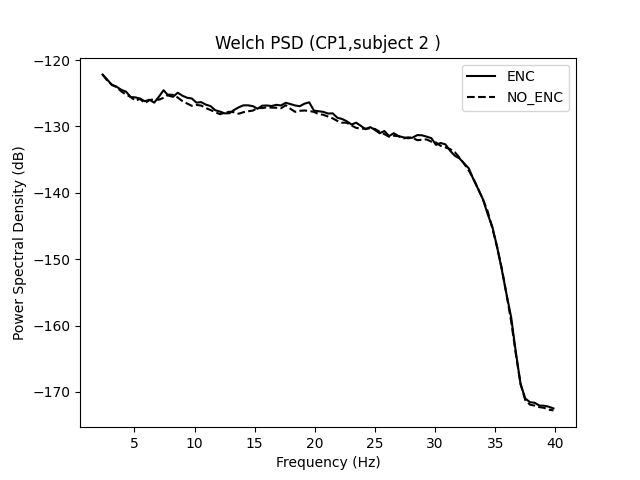 Welch PSD (CP1,subject 2 )
ENC
NO_ENC
Power Spectral Density (dB)
−120
−130
−140
−150
−160
−170
5 10 15 20 25 30 35 40
Frequency (Hz)